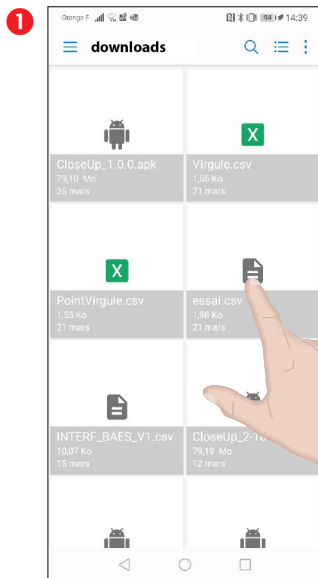 1
Orange F 94 14:39
downloads
X
CloseUp_1.0.0.apk
79,10 Mo
26 mars
Virgule.csv
1,55 Ko
21 mars
X
PointVirgule.csv
1,55 Ko
21 mars
essai.csv
1,98 Ko
21 mars
INTERF_BAES_V1.csv
10,07 Ko
15 mars
CloseUp_2-18
79,19 Mo
12 mars